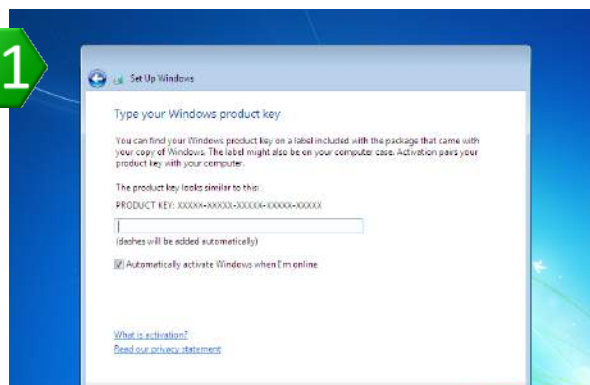 1
Set Up Windows
Type your Windows product key
You can find your Windows product key on a label included with the package that came with
your copy of Windows. The label might also be on your computer case. Activation pairs your
product key with your computer.
The product key looks similar to this:
PRODUCT KEY: XXXXX-XXXXX-XXXXX-XXXXX-XXXXX
(dashes will be added automatically)
Automatically activate Windows when I'm online
What is activation?
Read our privacy statement